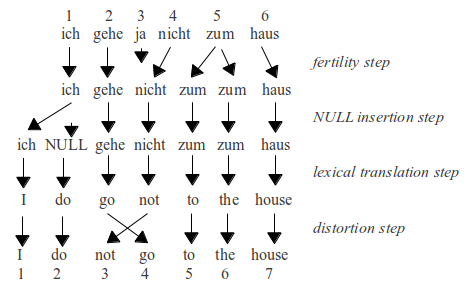 1 2 3 4 5 6
ich gehe ja nicht zum haus
fertility step
ich gehe nicht zum zum haus
NULL insertion step
ich NULL gehe nicht zum zum haus
lexical translation step
I do go not to the house
distortion step
I do not go to the house
1 2 3 4 5 6 7